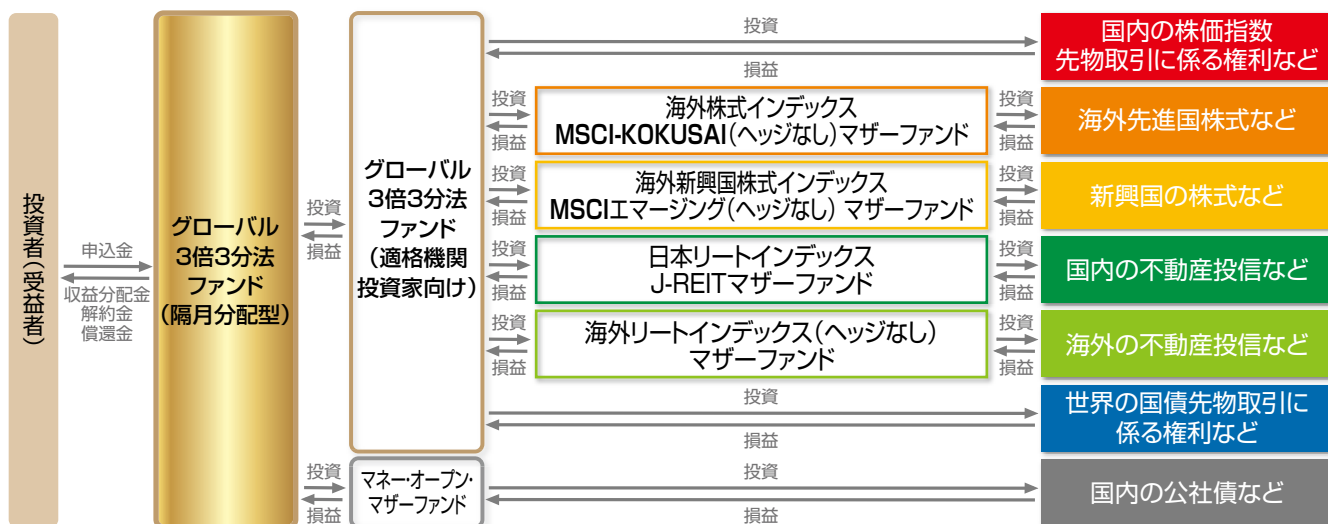 投資者（受益者）
申込金
収益分配金
解約金
償還金
グローバル
3倍3分法
ファンド
（隔月分配型）
投資
損益
グローバル
3倍3分法
ファンド
（適格機関
投資家向け）
投資
損益
国内の株価指数
先物取引に係る権利など
投資
損益
海外株式インデックス
MSCI-KOKUSAI（ヘッジなし）マザーファンド
投資
損益
海外先進国株式など
投資
損益
海外新興国株式インデックス
MSCIエマージング（ヘッジなし） マザーファンド
投資
損益
新興国の株式など
投資
損益
日本リートインデックス
J-REITマザーファンド
投資
損益
国内の不動産投信など
投資
損益
海外リートインデックス（ヘッジなし）
マザーファンド
投資
損益
海外の不動産投信など
投資
損益
世界の国債先物取引に
係る権利など
投資
損益
マネー・オープン・
マザーファンド
投資
損益
国内の公社債など